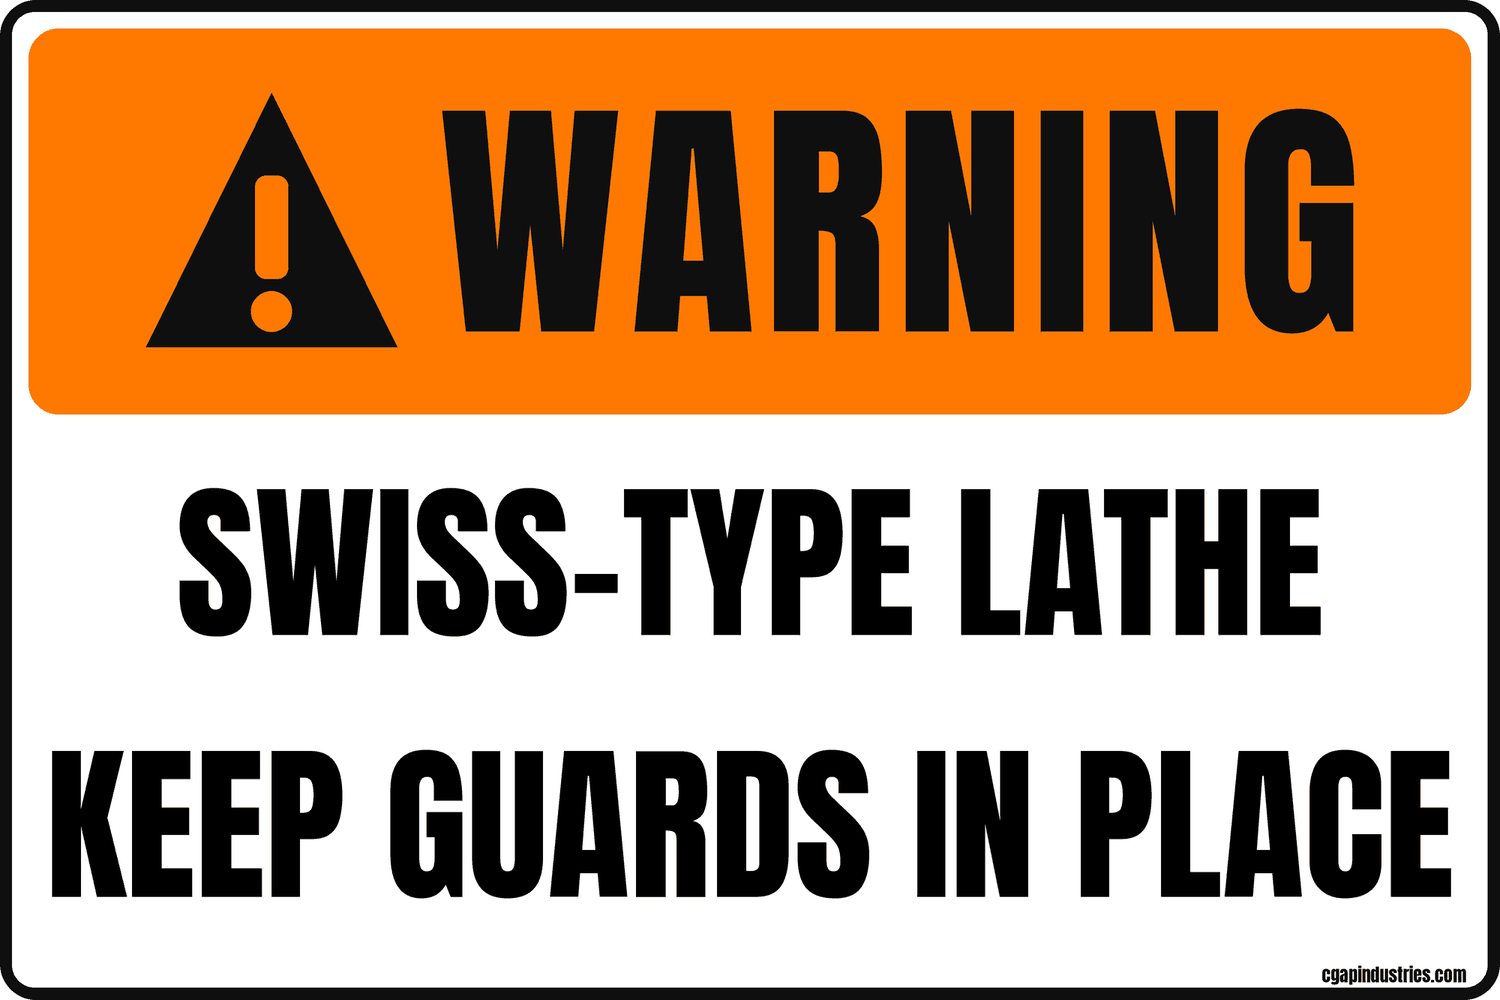 WARNING
SWISS-TYPE LATHE
KEEP GUARDS IN PLACE
cgapindustries.com